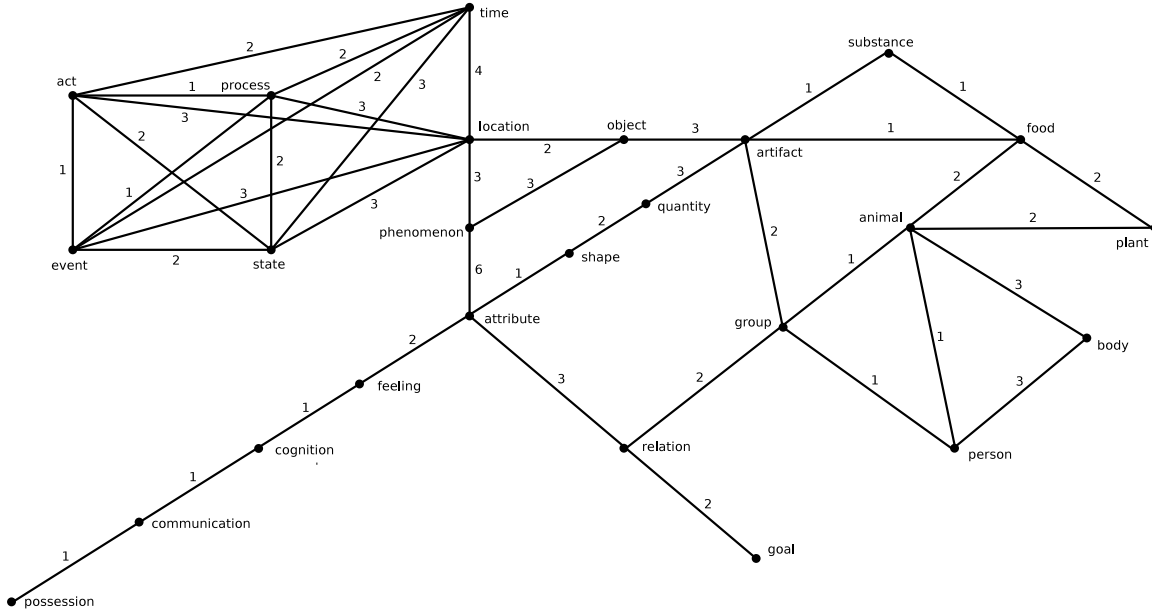 time
substance
2
act
1
process
2
2
4
3
1
1
3
3
location
object
3
1
food
2
2
artifact
1
2
1
3
3
3
3
quantity
2
2
3
2
animal
2
plant
phenomenon
event
2
state
shape
2
1
3
6
1
attribute
group
1
body
2
3
2
1
3
feeling
1
cognition
relation
person
1
communication
2
1
goal
possession